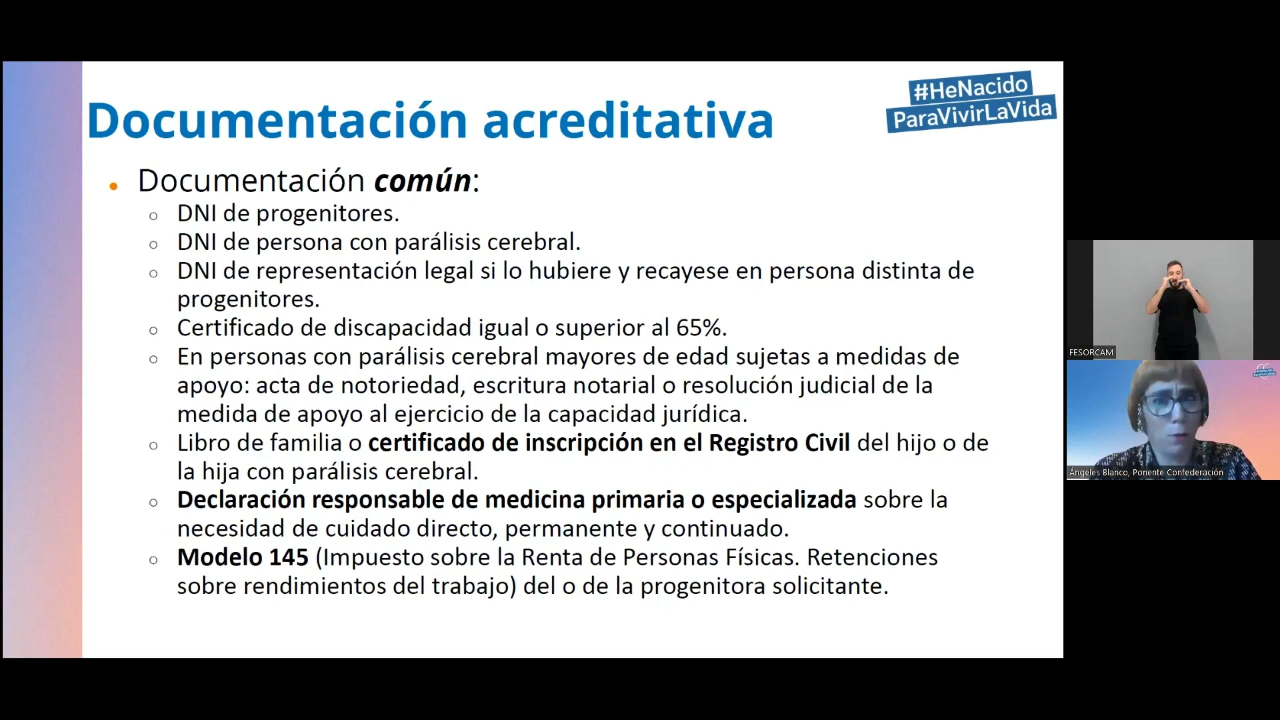 #HeNacido
ParaVivirLaVida
Documentación acreditativa
• Documentación común:
○ DNI de progenitores.
○ DNI de persona con parálisis cerebral.
○ DNI de representación legal si lo hubiere y recayese en persona distinta de
progenitores.
○ Certificado de discapacidad igual o superior al 65%.
○ En personas con parálisis cerebral mayores de edad sujetas a medidas de
apoyo: acta de notoriedad, escritura notarial o resolución judicial de la
medida de apoyo al ejercicio de la capacidad jurídica.
○ Libro de familia o certificado de inscripción en el Registro Civil del hijo o de
la hija con parálisis cerebral.
○ Declaración responsable de medicina primaria o especializada sobre la
necesidad de cuidado directo, permanente y continuado.
○ Modelo 145 (Impuesto sobre la Renta de Personas Físicas. Retenciones
sobre rendimientos del trabajo) del o de la progenitora solicitante.
FESORCAM
Ángeles Blanco, Ponente Confederación